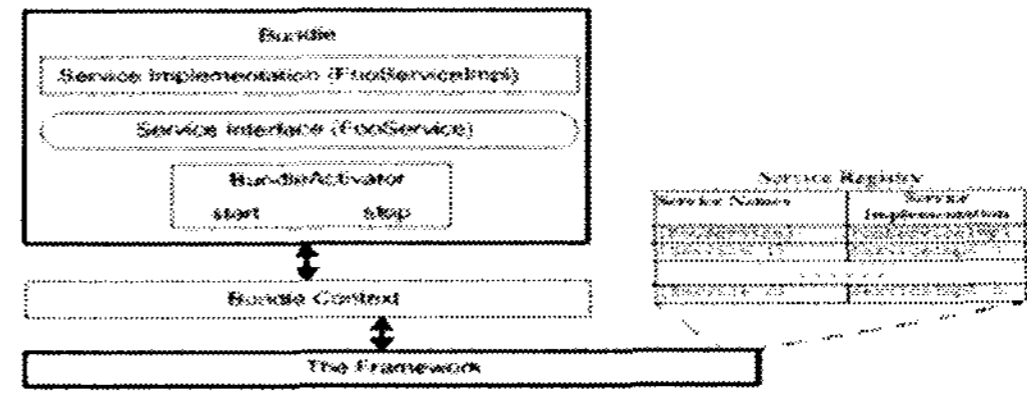 Bundle
Service Implementation (FooServiceImpl)
Service Interface (FooService)
BundleActivator
start stop
Bundle Context
The Framework
Service Registry
Service Names Service
Implementation